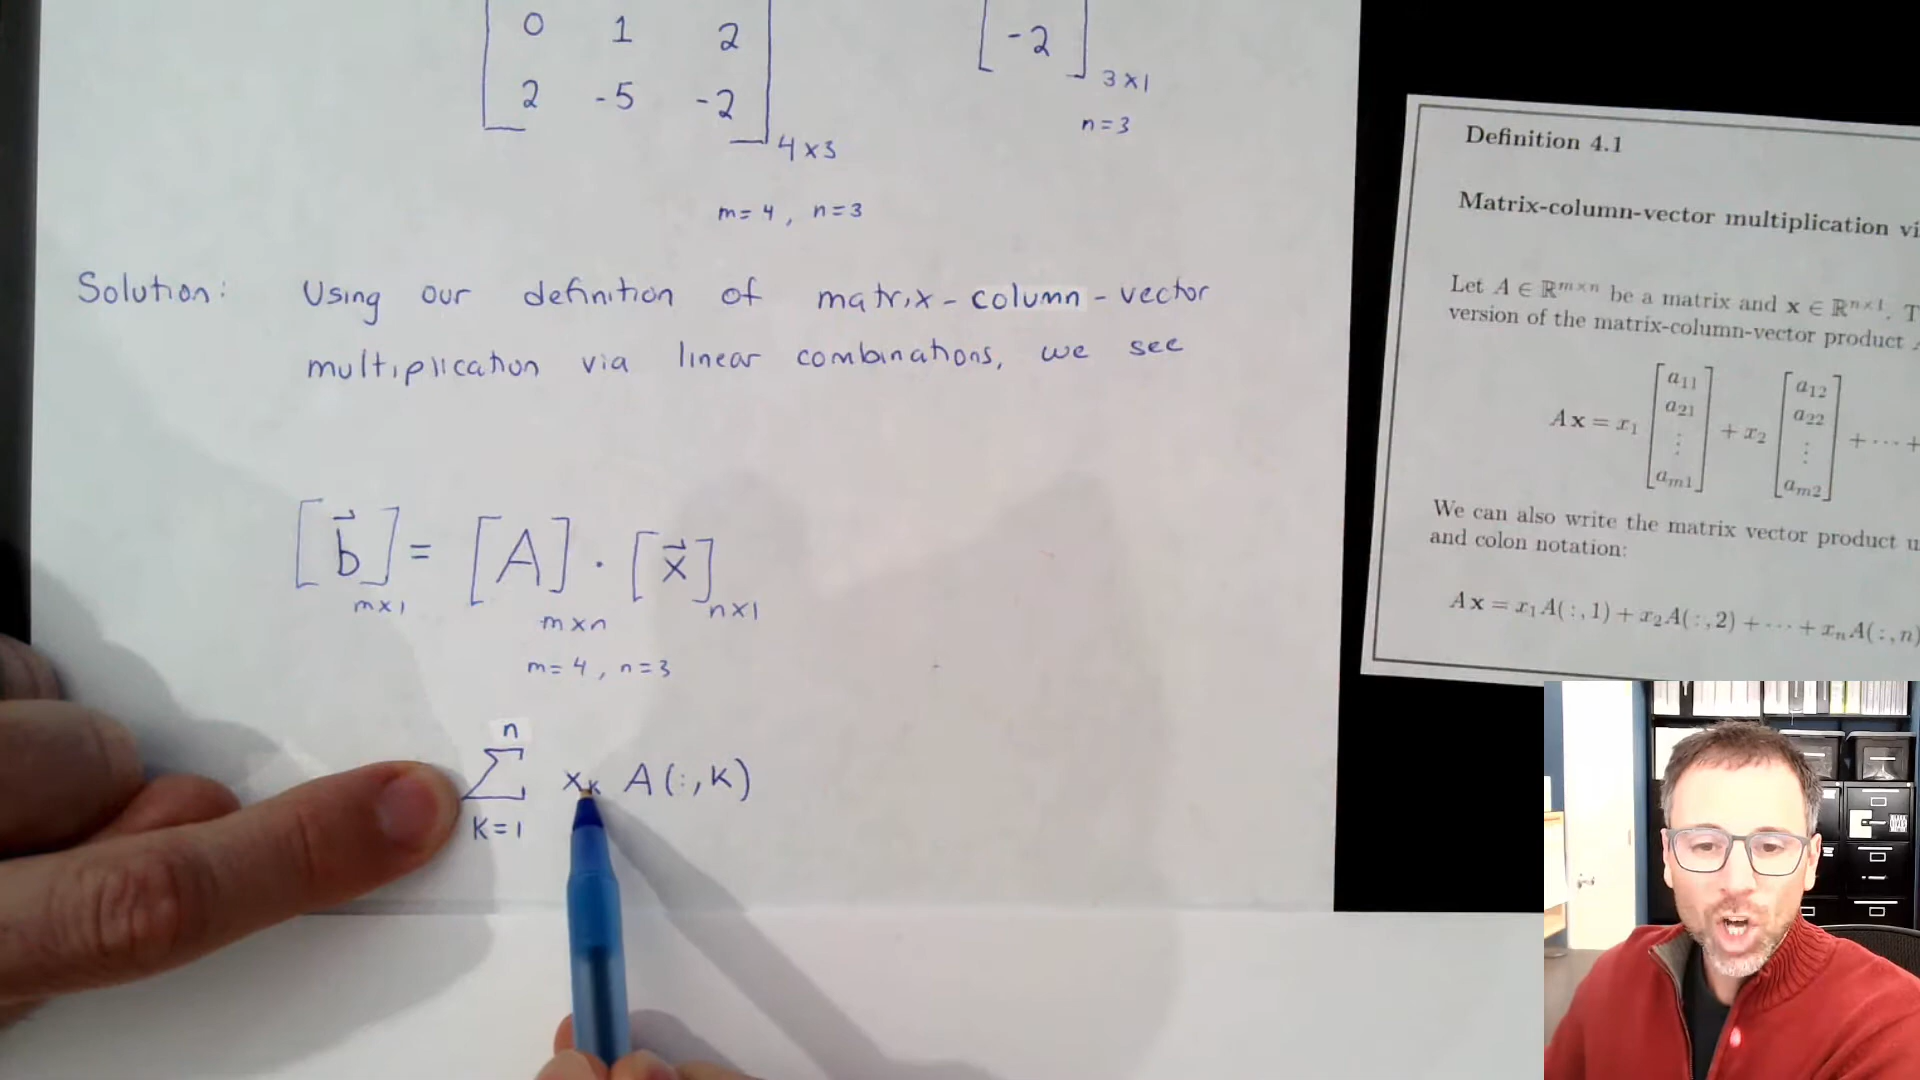 0 1 2
2 -5 -2
4x3
m=4, n=3
-2
3x1
n=3
Solution: Using our definition of matrix-column-vector
multiplication via linear combinations, we see
[b⃗]mx1 = [A]mxn · [x⃗]nx1
m=4, n=3
n
∑ xₖ A(:,k)
k=1
Definition 4.1
Matrix-column-vector multiplication
Let A ∈ ℝᵐˣⁿ be a matrix and x ∈ ℝⁿˣ¹.
version of the matrix-column-vector product
Ax = x₁ [a₁₁ a₂₁ ⋮ aₘ₁] + x₂ [a₁₂ a₂₂ ⋮ aₘ₂] + ⋯ +
We can also write the matrix vector product
and colon notation:
Ax = x₁A(:,1) + x₂A(:,2) + ⋯ + xₙA(:,n)